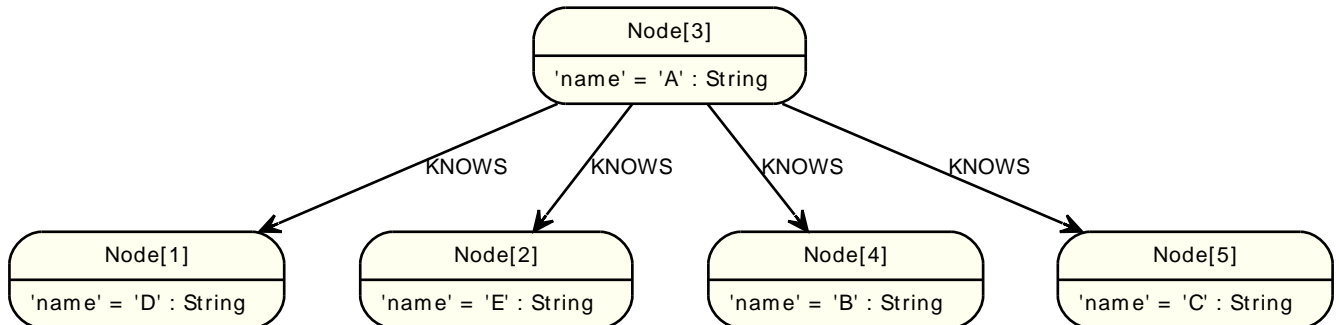 Node[3]
'name' = 'A' : String
KNOWS
KNOWS
KNOWS
KNOWS
Node[1]
Node[2]
Node[4]
Node[5]
'name' = 'D' : String
'name' = 'E' : String
'name' = 'B' : String
'name' = 'C' : String